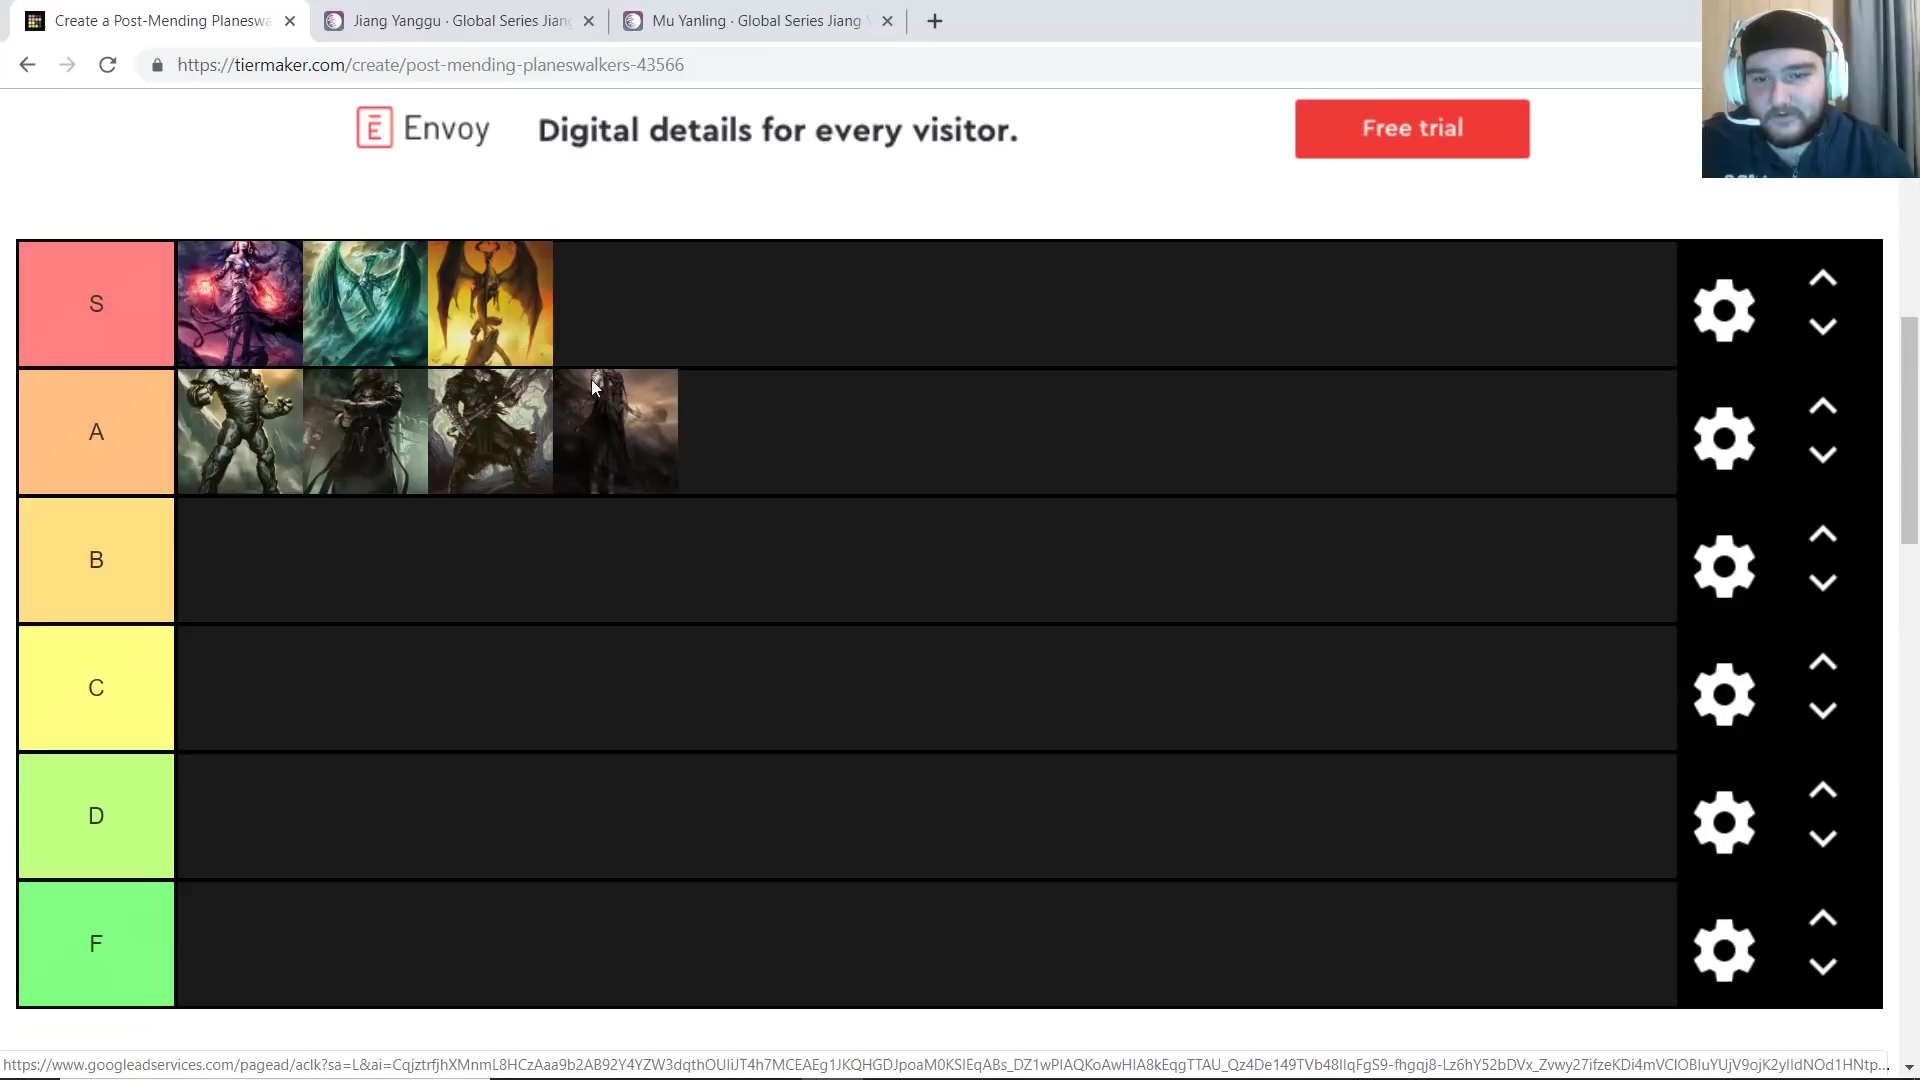 Create a Post-Mending Planeswa
Jiang Yanggu · Global Series Jiang
Mu Yanling · Global Series Jiang Y
https://tiermaker.com/create/post-mending-planeswalkers-43566
E Envoy
Digital details for every visitor.
Free trial
S
A
B
C
D
F